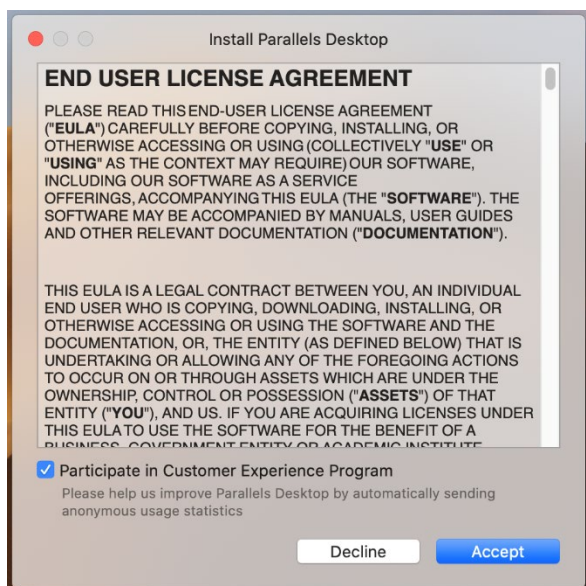 Install Parallels Desktop
END USER LICENSE AGREEMENT
PLEASE READ THIS END-USER LICENSE AGREEMENT
("EULA") CAREFULLY BEFORE COPYING, INSTALLING, OR
OTHERWISE ACCESSING OR USING (COLLECTIVELY "USE" OR
"USING" AS THE CONTEXT MAY REQUIRE) OUR SOFTWARE,
INCLUDING OUR SOFTWARE AS A SERVICE
OFFERINGS, ACCOMPANYING THIS EULA (THE "SOFTWARE"). THE
SOFTWARE MAY BE ACCOMPANIED BY MANUALS, USER GUIDES
AND OTHER RELEVANT DOCUMENTATION ("DOCUMENTATION").
THIS EULA IS A LEGAL CONTRACT BETWEEN YOU, AN INDIVIDUAL
END USER WHO IS COPYING, DOWNLOADING, INSTALLING, OR
OTHERWISE ACCESSING OR USING THE SOFTWARE AND THE
DOCUMENTATION, OR, THE ENTITY (AS DEFINED BELOW) THAT IS
UNDERTAKING OR ALLOWING ANY OF THE FOREGOING ACTIONS
TO OCCUR ON OR THROUGH ASSETS WHICH ARE UNDER THE
OWNERSHIP, CONTROL OR POSSESSION ("ASSETS") OF THAT
ENTITY ("YOU"), AND US. IF YOU ARE ACQUIRING LICENSES UNDER
THIS EULA TO USE THE SOFTWARE FOR THE BENEFIT OF A
BUSINESS, GOVERNMENT ENTITY OR ACADEMIC INSTITUTE
Participate in Customer Experience Program
Please help us improve Parallels Desktop by automatically sending
anonymous usage statistics
Decline
Accept